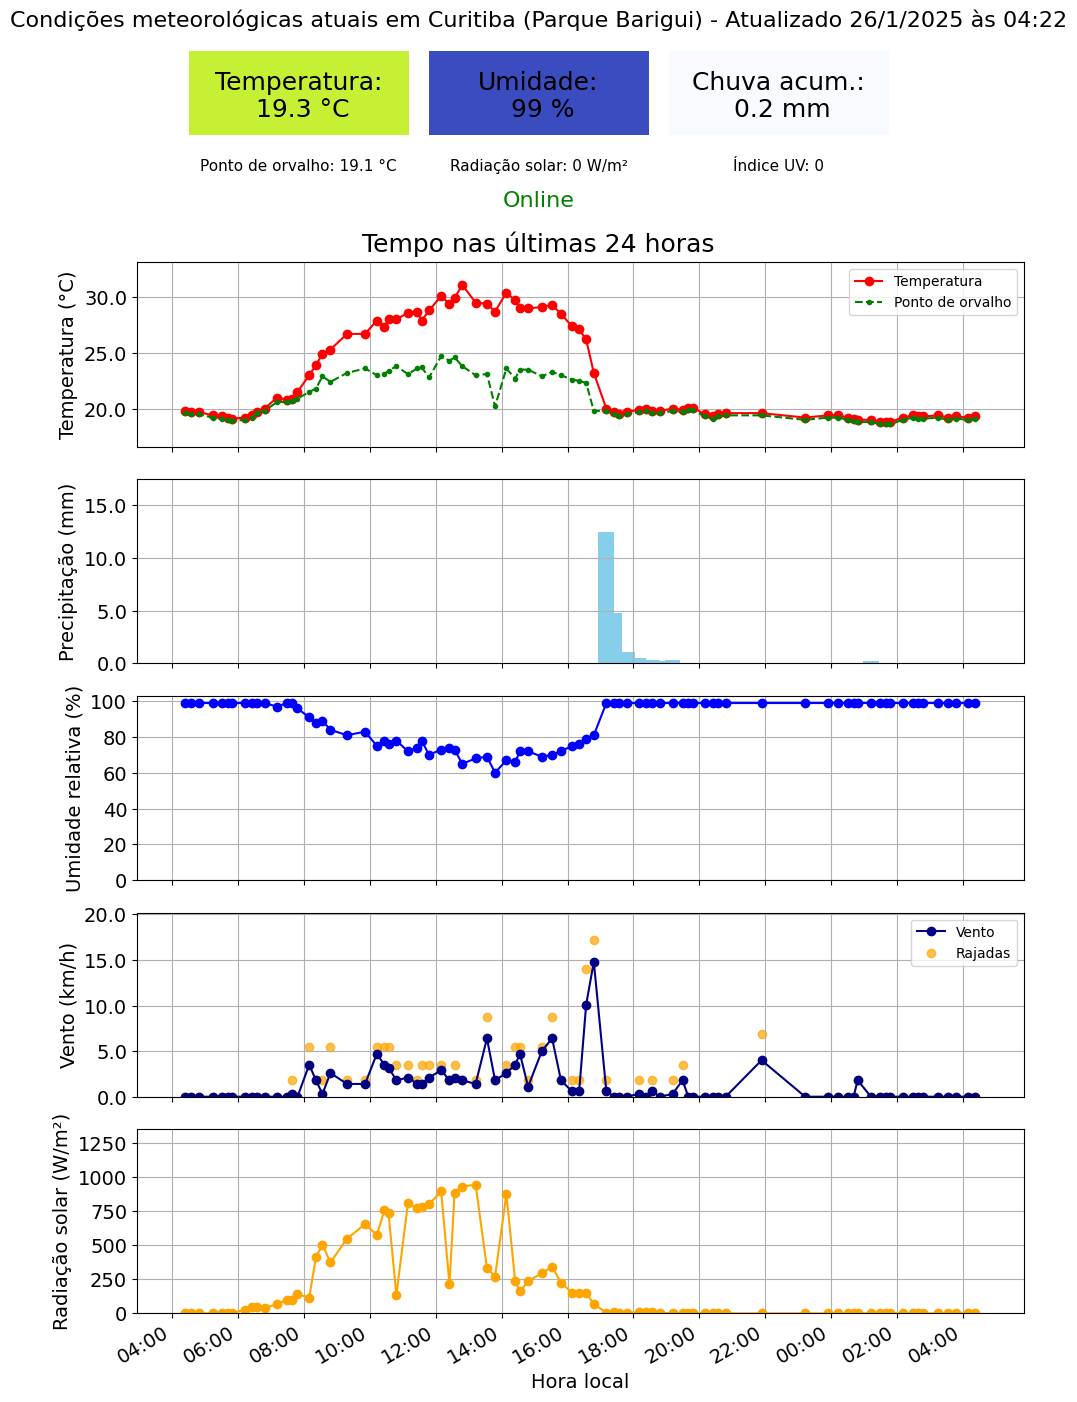 Condições meteorológicas atuais em Curitiba (Parque Barigui) - Atualizado 26/1/2025 às 04:22
Temperatura:
19.3 °C
Umidade:
99 %
Chuva acum.:
0.2 mm
Ponto de orvalho: 19.1 °C
Radiação solar: 0 W/m²
Índice UV: 0
Online
Tempo nas últimas 24 horas
Temperatura (°C)
30.0
25.0
20.0
Temperatura
Ponto de orvalho
Precipitação (mm)
15.0
10.0
5.0
0.0
Umidade relativa (%)
100
80
60
40
20
0
Vento (km/h)
20.0
15.0
10.0
5.0
0.0
Vento
Rajadas
Radiação solar (W/m²)
1250
1000
750
500
250
0
04:00
06:00
08:00
10:00
12:00
14:00
16:00
18:00
20:00
22:00
00:00
02:00
04:00
Hora local